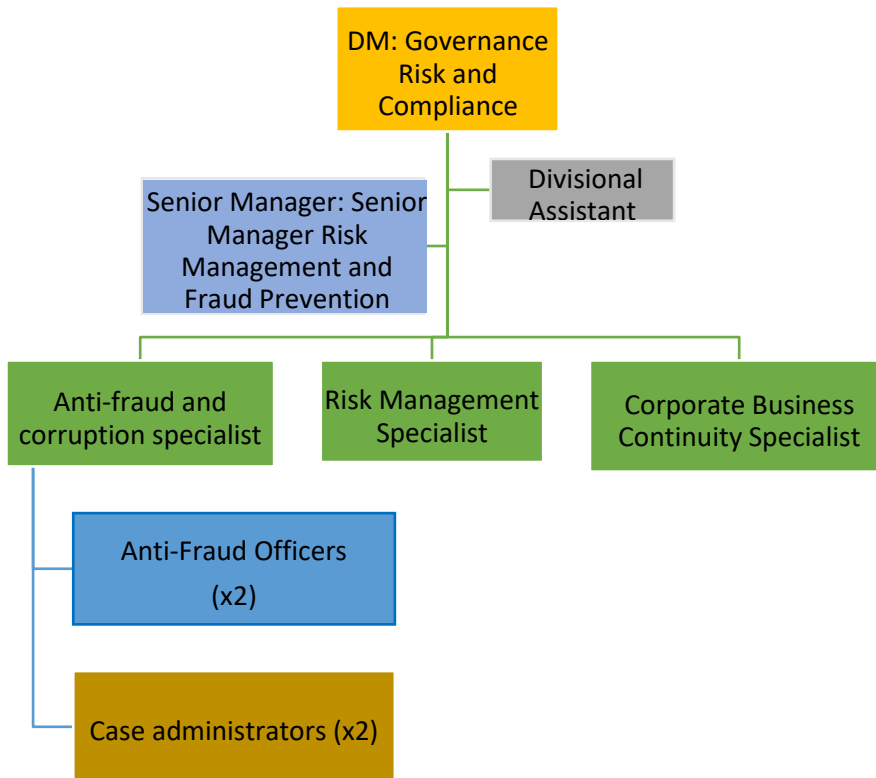 DM: Governance
Risk and
Compliance
Divisional
Assistant
Senior Manager: Senior
Manager Risk
Management and
Fraud Prevention
Anti-fraud and
corruption specialist
Risk Management
Specialist
Corporate Business
Continuity Specialist
Anti-Fraud Officers
(x2)
Case administrators (x2)